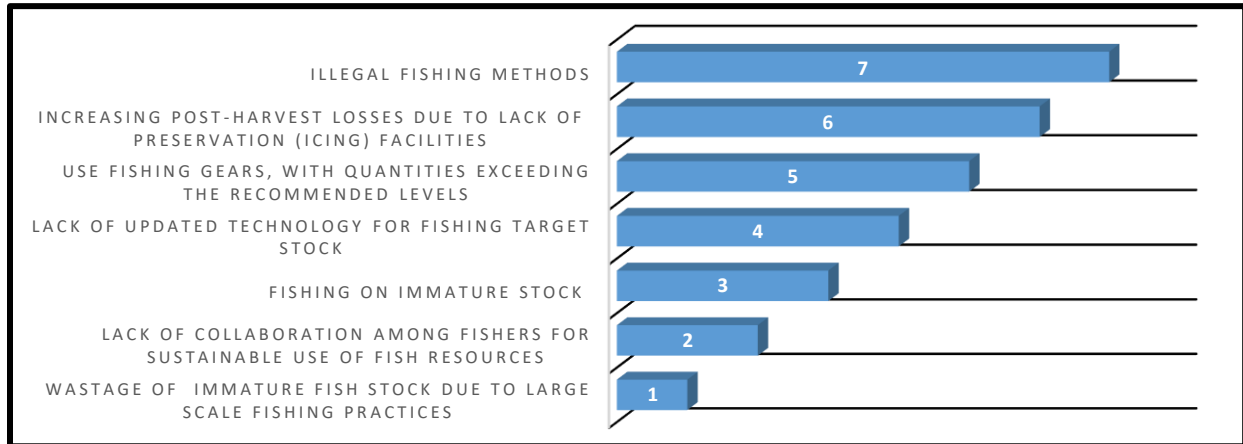 ILLEGAL FISHING METHODS
7
INCREASING POST-HARVEST LOSSES DUE TO LACK OF
PRESERVATION (ICING) FACILITIES
6
USE FISHING GEARS, WITH QUANTITIES EXCEEDING
THE RECOMMENDED LEVELS
5
LACK OF UPDATED TECHNOLOGY FOR FISHING TARGET
STOCK
4
FISHING ON IMMATURE STOCK
3
LACK OF COLLABORATION AMONG FISHERS FOR
SUSTAINABLE USE OF FISH RESOURCES
2
WASTAGE OF IMMATURE FISH STOCK DUE TO LARGE
SCALE FISHING PRACTICES
1